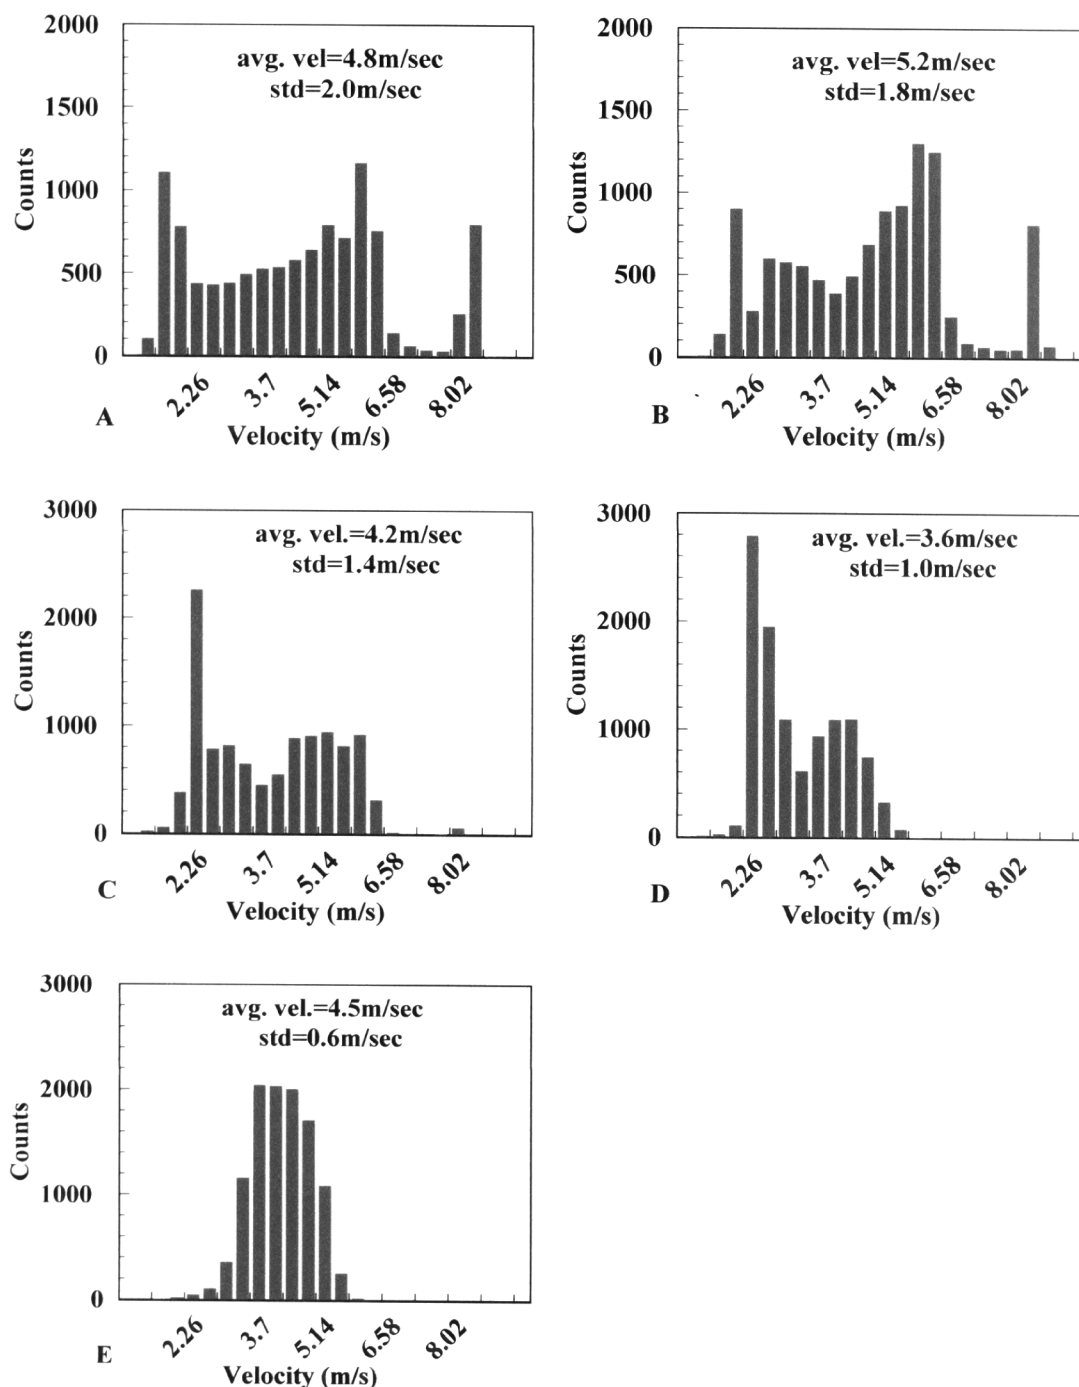 2000
avg. vel=4.8m/sec
std=2.0m/sec
1500
1000
500
0
Counts
2.26
3.7
5.14
6.58
8.02
A
Velocity (m/s)
2000
avg. vel=5.2m/sec
std=1.8m/sec
1500
1000
500
0
Counts
2.26
3.7
5.14
6.58
8.02
B
Velocity (m/s)
3000
avg. vel.=4.2m/sec
std=1.4m/sec
2000
1000
0
Counts
2.26
3.7
5.14
6.58
8.02
C
Velocity (m/s)
3000
avg. vel.=3.6m/sec
std=1.0m/sec
2000
1000
0
Counts
2.26
3.7
5.14
6.58
8.02
D
Velocity (m/s)
3000
avg. vel.=4.5m/sec
std=0.6m/sec
2000
1000
0
Counts
2.26
3.7
5.14
6.58
8.02
E
Velocity (m/s)